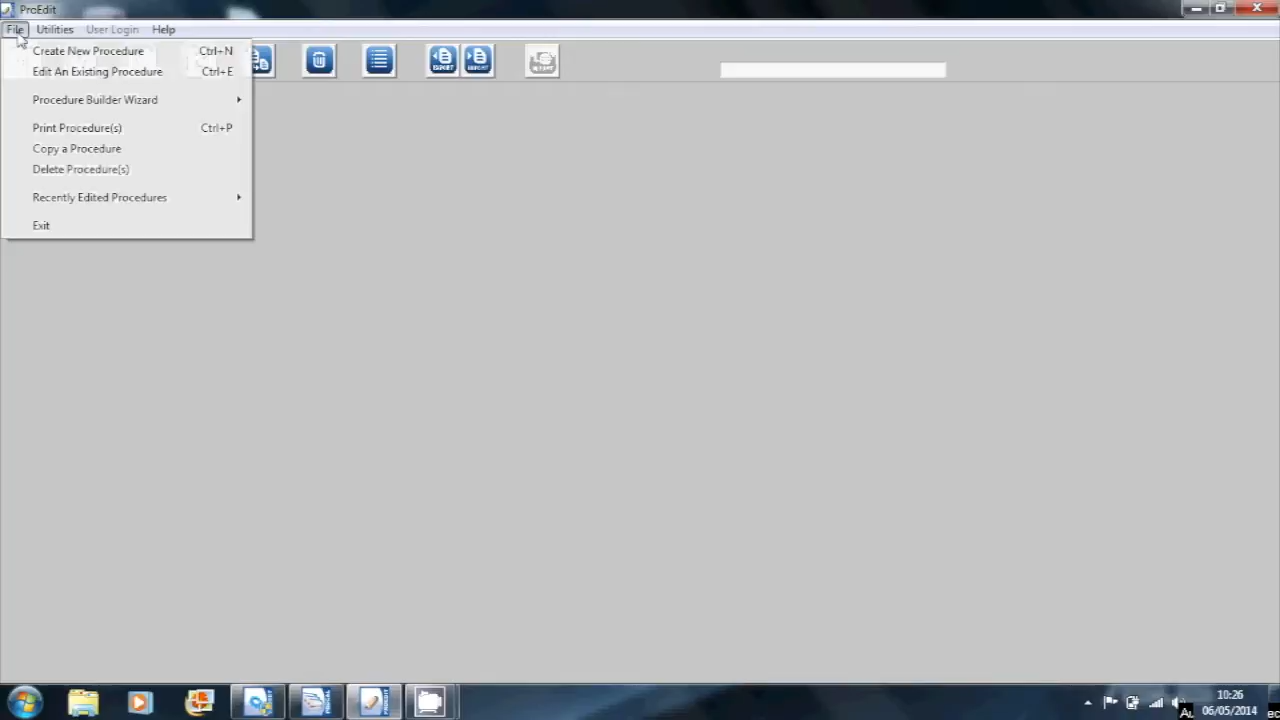 ProEdit
File Utilities User Login Help
Create New Procedure Ctrl+N
Edit An Existing Procedure Ctrl+E
Procedure Builder Wizard
Print Procedure(s) Ctrl+P
Copy a Procedure
Delete Procedure(s)
Recently Edited Procedures
Exit
10:26
06/05/2014